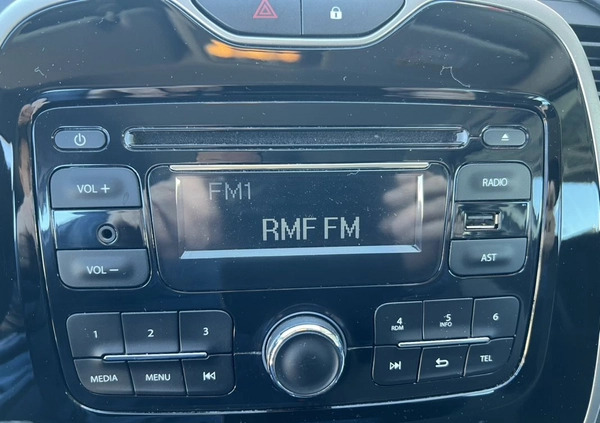 VOL +
FM1
RADIO
RMF FM
VOL −
AST
1 2 3
4 RDM
5 INFO
6
MEDIA MENU
TEL